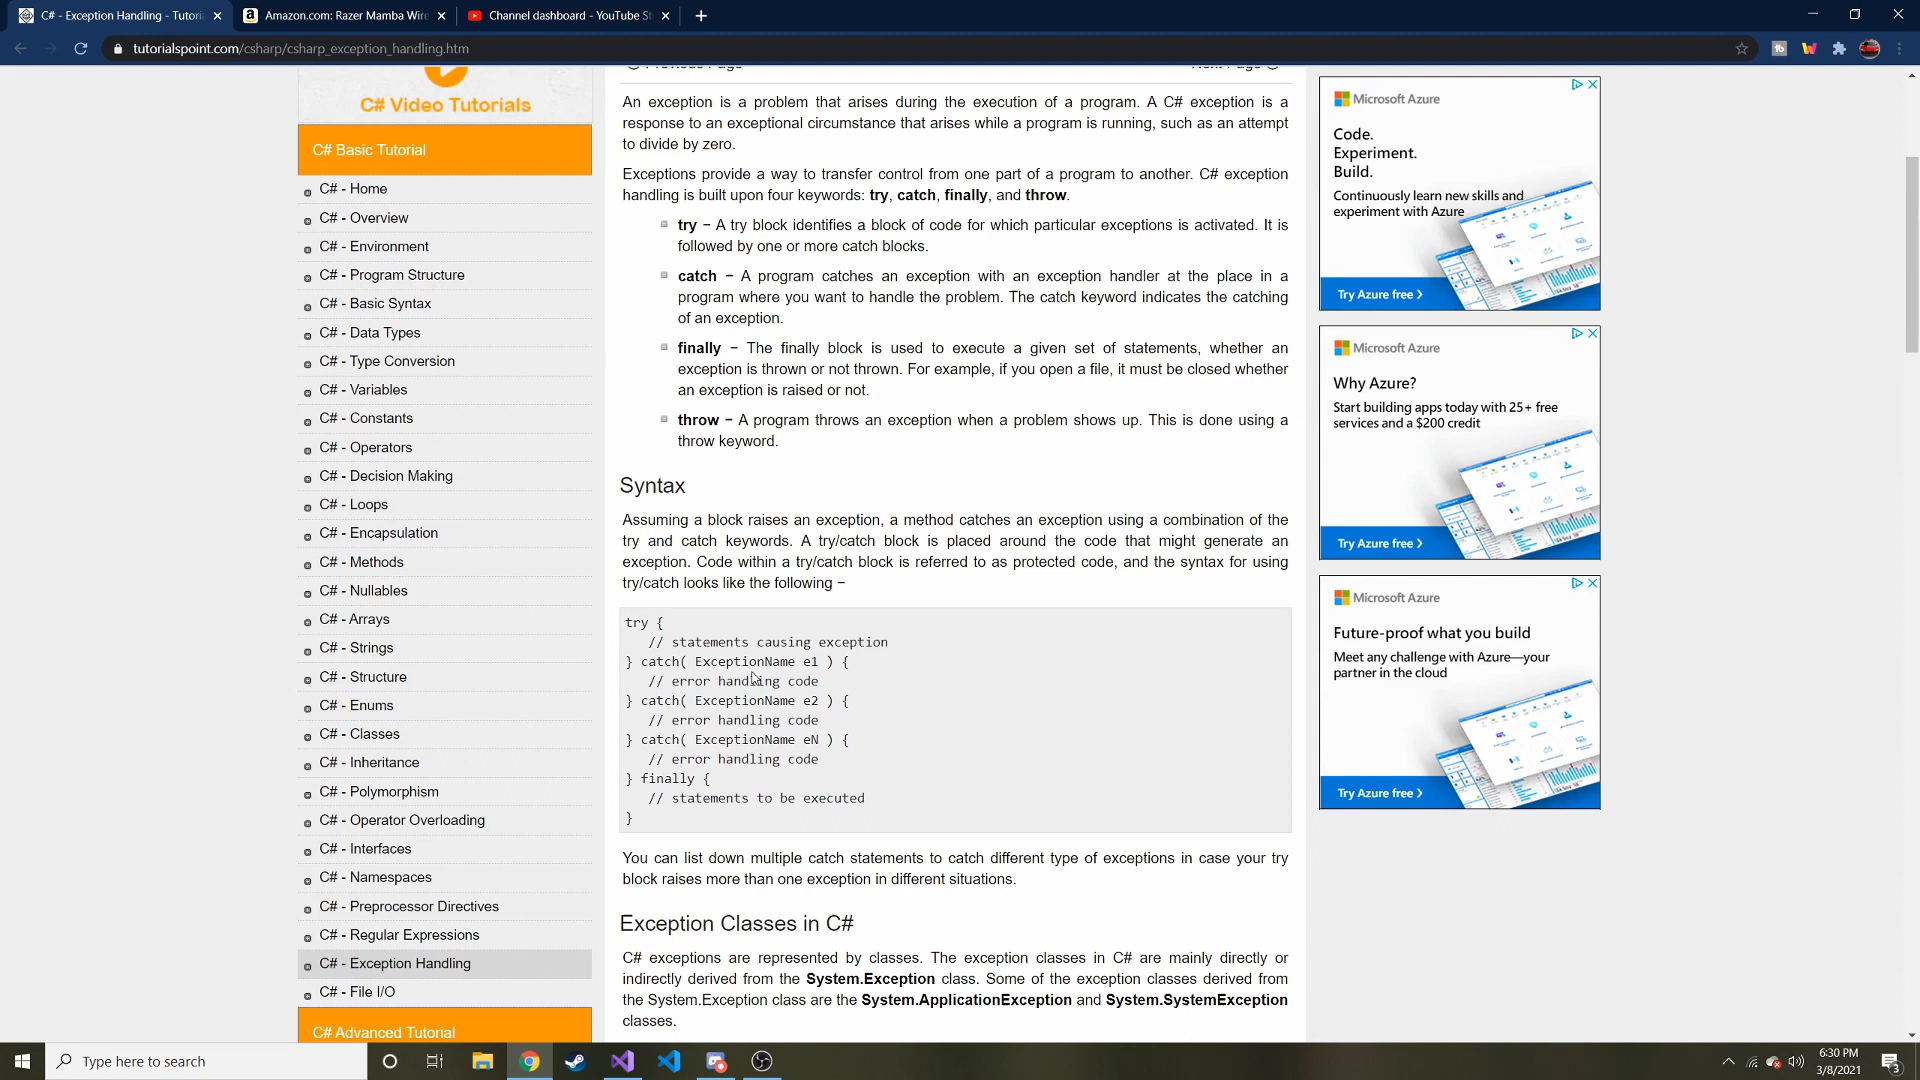 C# - Exception Handling - Tutoria
Amazon.com: Razer Mamba Wire
Channel dashboard - YouTube St
tutorialspoint.com/csharp/csharp_exception_handling.htm
C# Video Tutorials
C# Basic Tutorial
C# - Home
C# - Overview
C# - Environment
C# - Program Structure
C# - Basic Syntax
C# - Data Types
C# - Type Conversion
C# - Variables
C# - Constants
C# - Operators
C# - Decision Making
C# - Loops
C# - Encapsulation
C# - Methods
C# - Nullables
C# - Arrays
C# - Strings
C# - Structure
C# - Enums
C# - Classes
C# - Inheritance
C# - Polymorphism
C# - Operator Overloading
C# - Interfaces
C# - Namespaces
C# - Preprocessor Directives
C# - Regular Expressions
C# - Exception Handling
C# - File I/O
C# Advanced Tutorial
Previous Page
Next Page
An exception is a problem that arises during the execution of a program. A C# exception is a
response to an exceptional circumstance that arises while a program is running, such as an attempt
to divide by zero.
Exceptions provide a way to transfer control from one part of a program to another. C# exception
handling is built upon four keywords: try, catch, finally, and throw.
try − A try block identifies a block of code for which particular exceptions is activated. It is
followed by one or more catch blocks.
catch − A program catches an exception with an exception handler at the place in a
program where you want to handle the problem. The catch keyword indicates the catching
of an exception.
finally − The finally block is used to execute a given set of statements, whether an
exception is thrown or not thrown. For example, if you open a file, it must be closed whether
an exception is raised or not.
throw − A program throws an exception when a problem shows up. This is done using a
throw keyword.
Syntax
Assuming a block raises an exception, a method catches an exception using a combination of the
try and catch keywords. A try/catch block is placed around the code that might generate an
exception. Code within a try/catch block is referred to as protected code, and the syntax for using
try/catch looks like the following −
try {
// statements causing exception
} catch( ExceptionName e1 ) {
// error handling code
} catch( ExceptionName e2 ) {
// error handling code
} catch( ExceptionName eN ) {
// error handling code
} finally {
// statements to be executed
}
You can list down multiple catch statements to catch different type of exceptions in case your try
block raises more than one exception in different situations.
Exception Classes in C#
C# exceptions are represented by classes. The exception classes in C# are mainly directly or
indirectly derived from the System.Exception class. Some of the exception classes derived from
the System.Exception class are the System.ApplicationException and System.SystemException
classes.
Microsoft Azure
Code.
Experiment.
Build.
Continuously learn new skills and
experiment with Azure
Try Azure free >
Microsoft Azure
Why Azure?
Start building apps today with 25+ free
services and a $200 credit
Try Azure free >
Microsoft Azure
Future-proof what you build
Meet any challenge with Azure—your
partner in the cloud
Try Azure free >
Type here to search
6:30 PM
3/8/2021
3